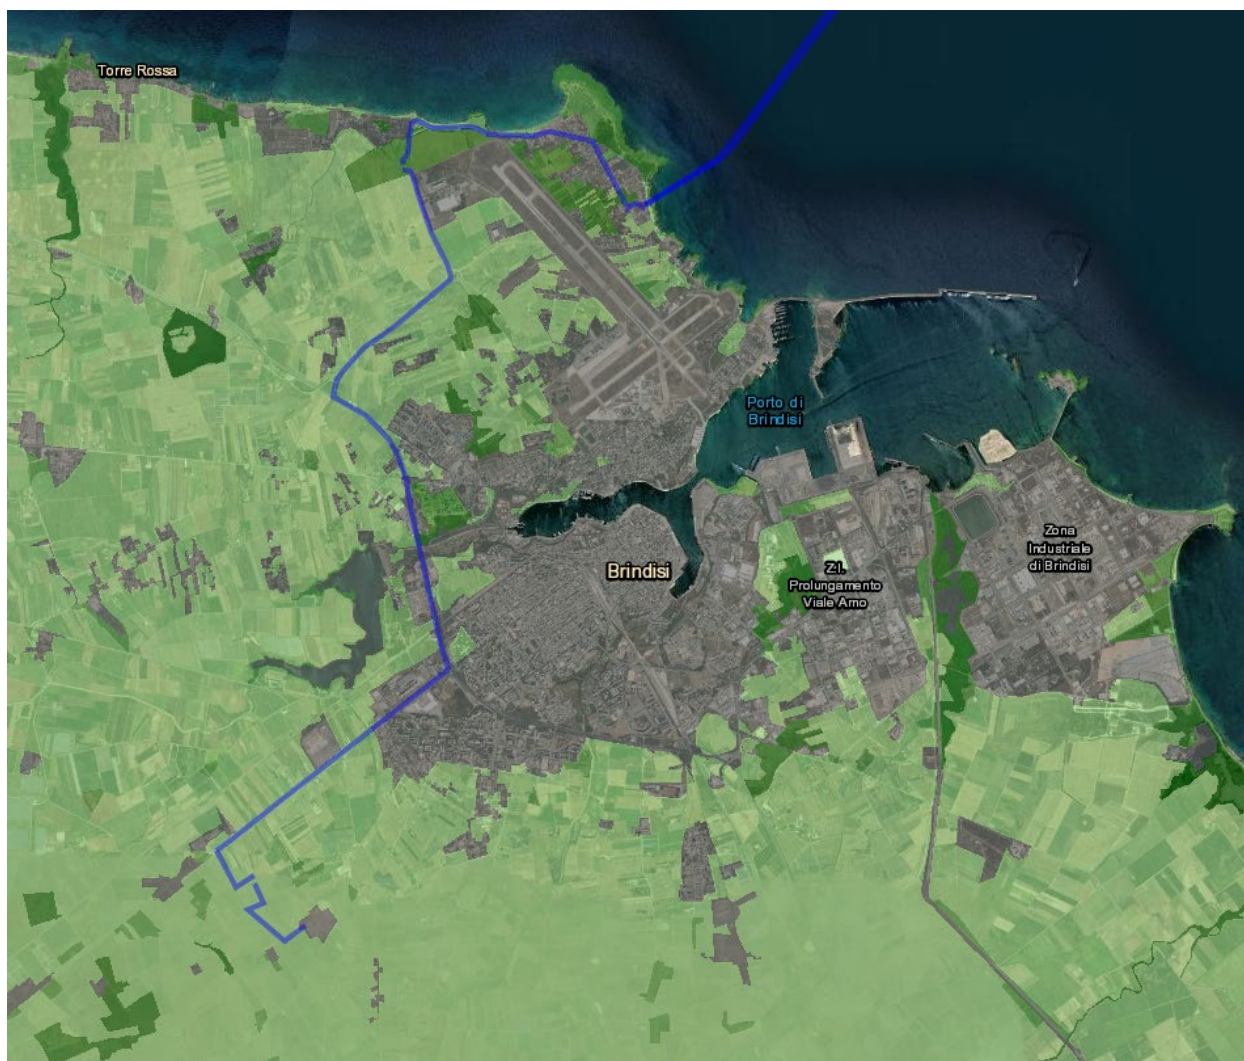 Torre Rossa
Porto di
Brindisi
Brindisi
Zona
Industriale
di Brindisi
Z.I.
Prolungamento
Viale Arno